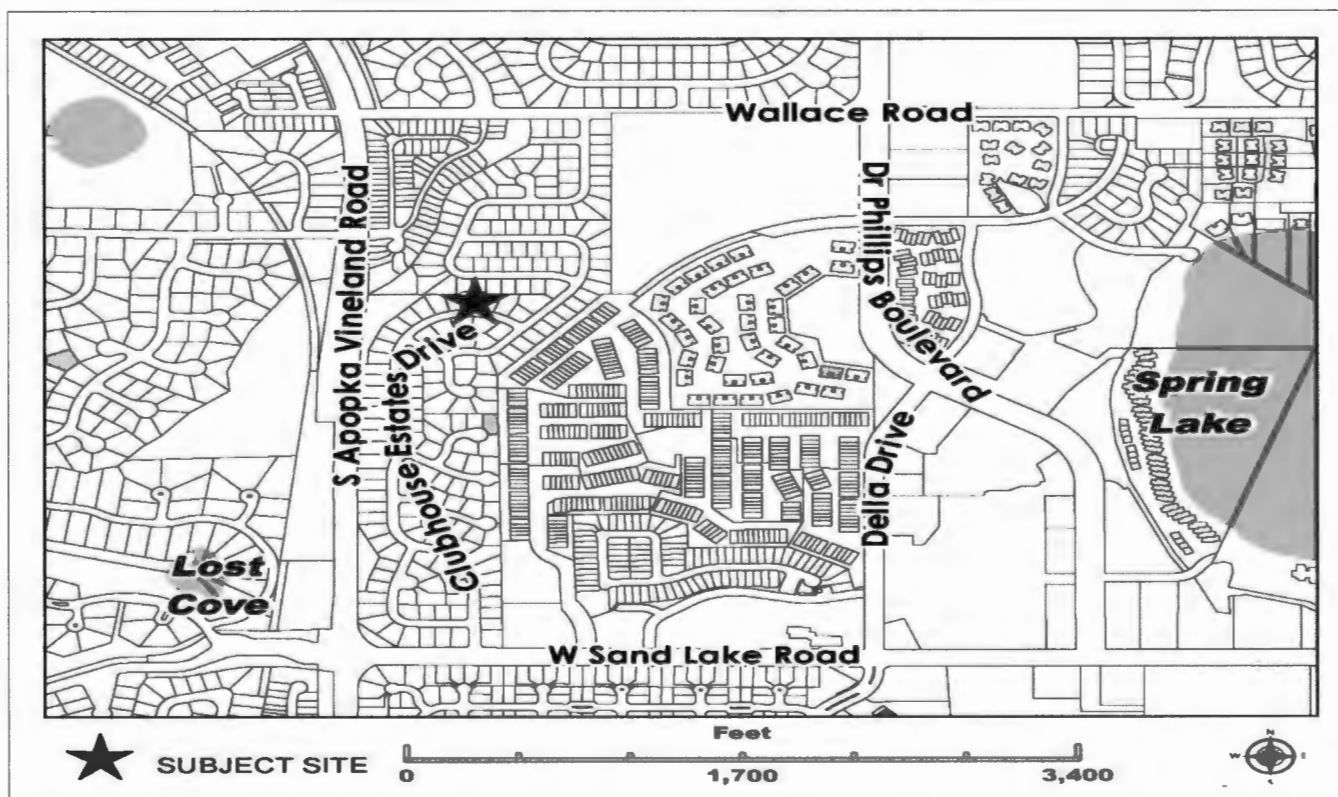 Wallace Road
S Apopka Vineland Road
Dr Phillips Boulevard
Clubhouse Estates Drive
Spring
Lake
Della Drive
Lost
Cove
W Sand Lake Road
Feet
SUBJECT SITE
0
1,700
3,400
N
W
E